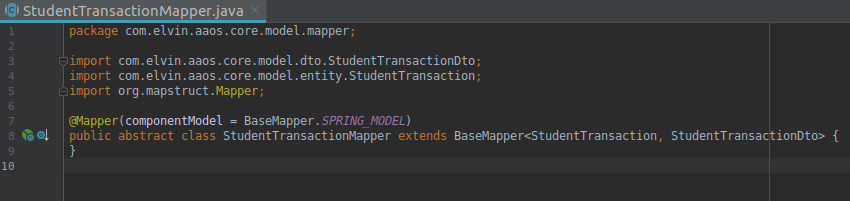 StudentTransactionMapper.java
1 package com.elvin.aaos.core.model.mapper;
2
3 import com.elvin.aaos.core.model.dto.StudentTransactionDto;
4 import com.elvin.aaos.core.model.entity.StudentTransaction;
5 import org.mapstruct.Mapper;
6
7 @Mapper(componentModel = BaseMapper.SPRING_MODEL)
8 public abstract class StudentTransactionMapper extends BaseMapper<StudentTransaction, StudentTransactionDto> {
9 }
10